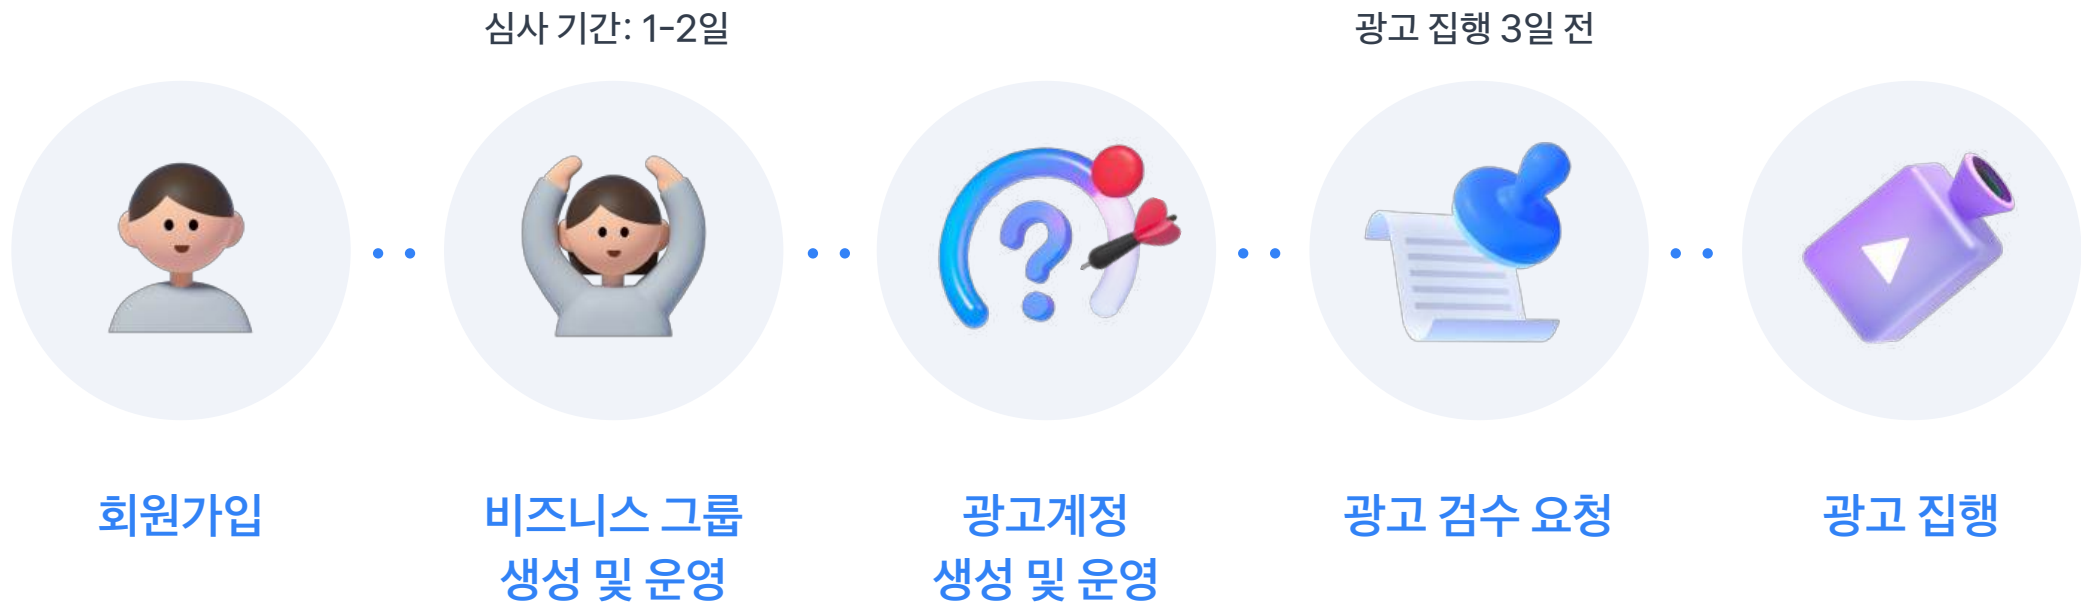 심사 기간: 1-2일
광고 집행 3일 전
회원가입
비즈니스 그룹
생성 및 운영
광고계정
생성 및 운영
광고 검수 요청
광고 집행